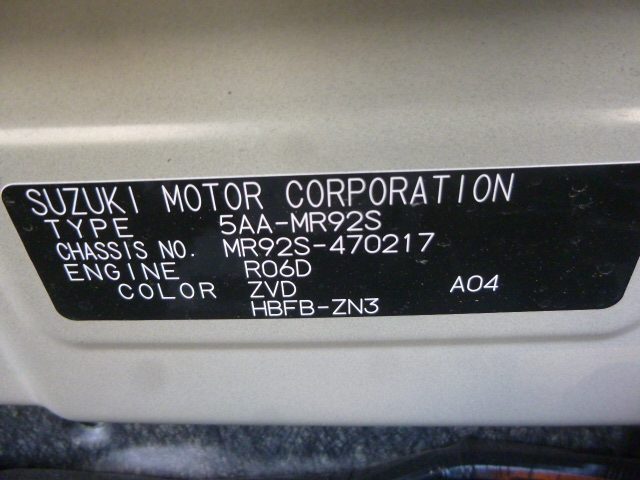 SUZUKI MOTOR CORPORATION
TYPE 5AA-MR92S
CHASSIS NO. MR92S-470217
ENGINE R06D
COLOR ZVD A04
HBFB-ZN3